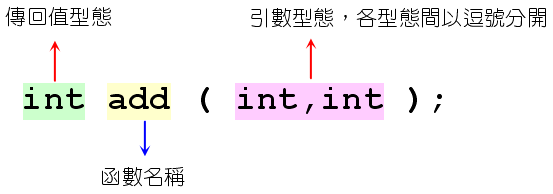 傳回值型態
引數型態，各型態間以逗號分開
int add ( int,int );
函數名稱